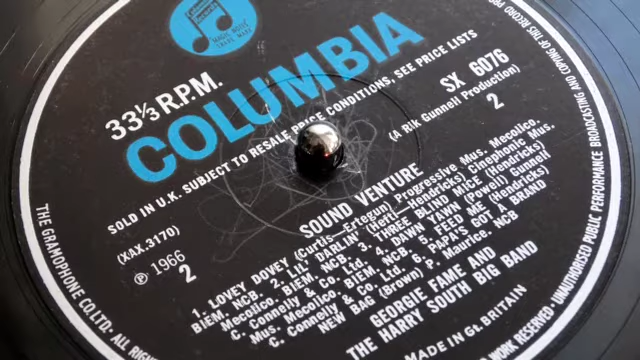 MAGIC NOTES
TRADE MARK
33⅓ R.P.M.
COLUMBIA
SOLD IN U.K. SUBJECT TO RESALE PRICE CONDITIONS, SEE PRICE LISTS
SX 6076
(A Rik Gunnell Production)
2
(XAX.3170)
℗ 1966
2
SOUND VENTURE
1. LOVEY DOVEY (Curtis—Ertegun) Progressive Mus. Mecolico.
BIEM, NCB. 2. LIL' DARLIN' (Hefti—Hendricks) Cinephonic Mus.
Mecolico. BIEM, NCB. 3. THREE BLIND MICE (Hendricks)
C. Connelly & Co. Ltd. 4. DAWN YAWN (Powell) Gunnell
Mus. Mecolico. BIEM, NCB. 5. FEED ME (Hendricks)
C. Connelly & Co. Ltd. 6. PAPA'S GOT A BRAND
NEW BAG (Brown) P. Maurice. NCB
GEORGIE FAME AND
THE HARRY SOUTH BIG BAND
MADE IN GT. BRITAIN
THE GRAMOPHONE CO. LTD. ALL
WORK RESERVED. UNAUTHORISED PUBLIC PERFORMANCE BROADCASTING AND COPYING OF THIS RECORD